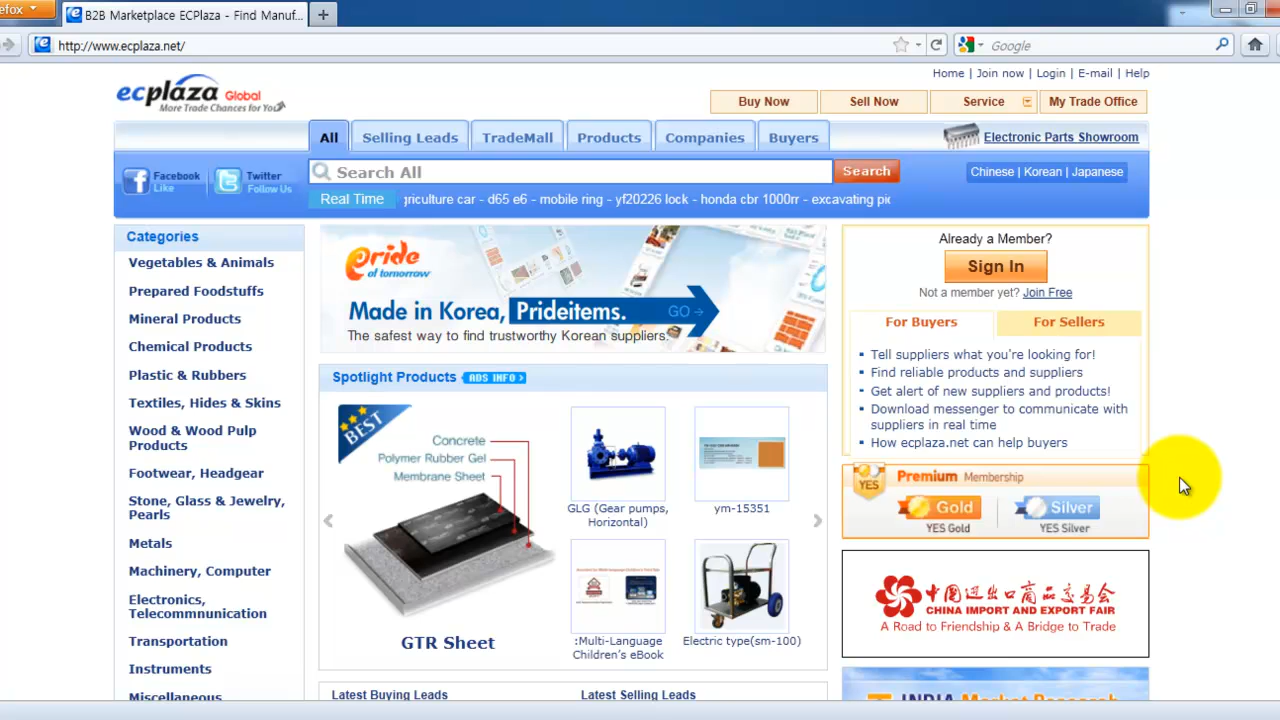 efox
B2B Marketplace ECPlaza - Find Manuf...
http://www.ecplaza.net/
Google
ecplaza Global
More Trade Chances for You
Home | Join now | Login | E-mail | Help
Buy Now
Sell Now
Service
My Trade Office
All
Selling Leads
TradeMall
Products
Companies
Buyers
Electronic Parts Showroom
Facebook
Like
Twitter
Follow Us
Search All
Search
Chinese | Korean | Japanese
Real Time
griculture car - d65 e6 - mobile ring - yf20226 lock - honda cbr 1000rr - excavating pic
Categories
Vegetables & Animals
Prepared Foodstuffs
Mineral Products
Chemical Products
Plastic & Rubbers
Textiles, Hides & Skins
Wood & Wood Pulp
Products
Footwear, Headgear
Stone, Glass & Jewelry,
Pearls
Metals
Machinery, Computer
Electronics,
Telecommunication
Transportation
Instruments
Miscellaneous
Pride
of tomorrow
Made in Korea, Prideitems. GO
The safest way to find trustworthy Korean suppliers.
Spotlight Products ADS INFO
BEST
Concrete
Polymer Rubber Gel
Membrane Sheet
GTR Sheet
GLG (Gear pumps,
Horizontal)
ym-15351
:Multi-Language
Children's eBook
Electric type(sm-100)
Latest Buying Leads
Latest Selling Leads
Already a Member?
Sign In
Not a member yet? Join Free
For Buyers
For Sellers
Tell suppliers what you're looking for!
Find reliable products and suppliers
Get alert of new suppliers and products!
Download messenger to communicate with
suppliers in real time
How ecplaza.net can help buyers
YES
Premium Membership
Gold
YES Gold
Silver
YES Silver
中国进出口商品交易会
CHINA IMPORT AND EXPORT FAIR
A Road to Friendship & A Bridge to Trade
INDIA Market Research